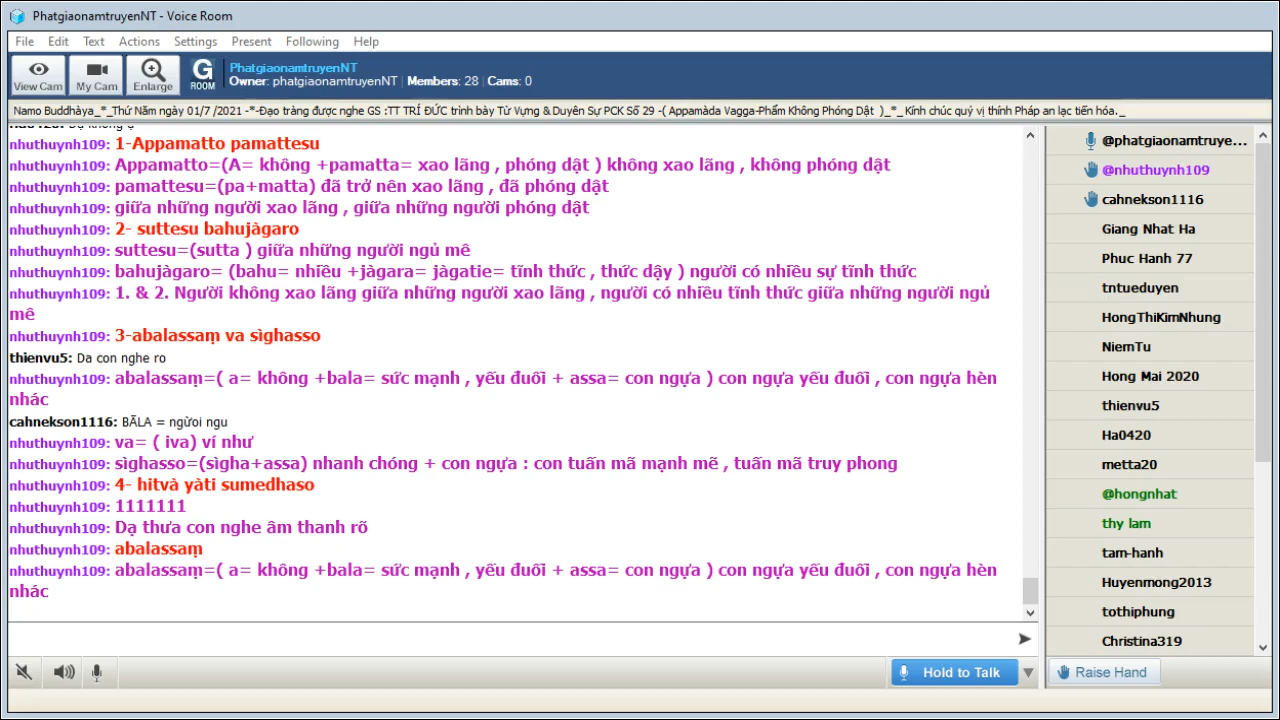 PhatgiaonamtruyenNT - Voice Room
File Edit Text Actions Settings Present Following Help
View Cam My Cam Enlarge G ROOM
PhatgiaonamtruyenNT
Owner: phatgiaonamtruyenNT Members: 28 Cams: 0
Namo Buddhàya_*_Thứ Năm ngày 01/7 /2021 -*-Đạo tràng được nghe GS :TT TRÍ ĐỨC trình bày Từ Vựng & Duyên Sự PCK Số 29 -( Appamàda Vagga-Phẩm Không Phóng Dật )_*_ Kính chúc quý vị thính Pháp an lạc tiến hóa._
nhuthuynh109: 1-Appamatto pamattesu
nhuthuynh109: Appamatto=(A= không +pamatta= xao lãng , phóng dật ) không xao lãng , không phóng dật
nhuthuynh109: pamattesu=(pa+matta) đã trở nên xao lãng , đã phóng dật
nhuthuynh109: giữa những người xao lãng , giữa những người phóng dật
nhuthuynh109: 2- suttesu bahujàgaro
nhuthuynh109: suttesu=(sutta ) giữa những người ngủ mê
nhuthuynh109: bahujàgaro= (bahu= nhiều +jàgara= jàgatie= tĩnh thức , thức dậy ) người có nhiều sự tĩnh thức
nhuthuynh109: 1. & 2. Người không xao lãng giữa những người xao lãng , người có nhiều tĩnh thức giữa những người ngủ
mê
nhuthuynh109: 3-abalassaṃ va sìghasso
thienvu5: Da con nghe ro
nhuthuynh109: abalassaṃ=( a= không +bala= sức mạnh , yếu đuối + assa= con ngựa ) con ngựa yếu đuối , con ngựa hèn
nhác
cahnekson1116: BÃLA = ngừoi ngu
nhuthuynh109: va= ( iva) ví như
nhuthuynh109: sìghasso=(sìgha+assa) nhanh chóng + con ngựa : con tuấn mã mạnh mẽ , tuấn mã truy phong
nhuthuynh109: 4- hitvà yàti sumedhaso
nhuthuynh109: 1111111
nhuthuynh109: Dạ thưa con nghe âm thanh rõ
nhuthuynh109: abalassaṃ
nhuthuynh109: abalassaṃ=( a= không +bala= sức mạnh , yếu đuối + assa= con ngựa ) con ngựa yếu đuối , con ngựa hèn
nhác
@phatgiaonamtruye...
@nhuthuynh109
cahnekson1116
Giang Nhat Ha
Phuc Hanh 77
tntueduyen
HongThiKimNhung
NiemTu
Hong Mai 2020
thienvu5
Ha0420
metta20
@hongnhat
thy lam
tam-hanh
Huyenmong2013
tothiphung
Christina319
Hold to Talk
Raise Hand